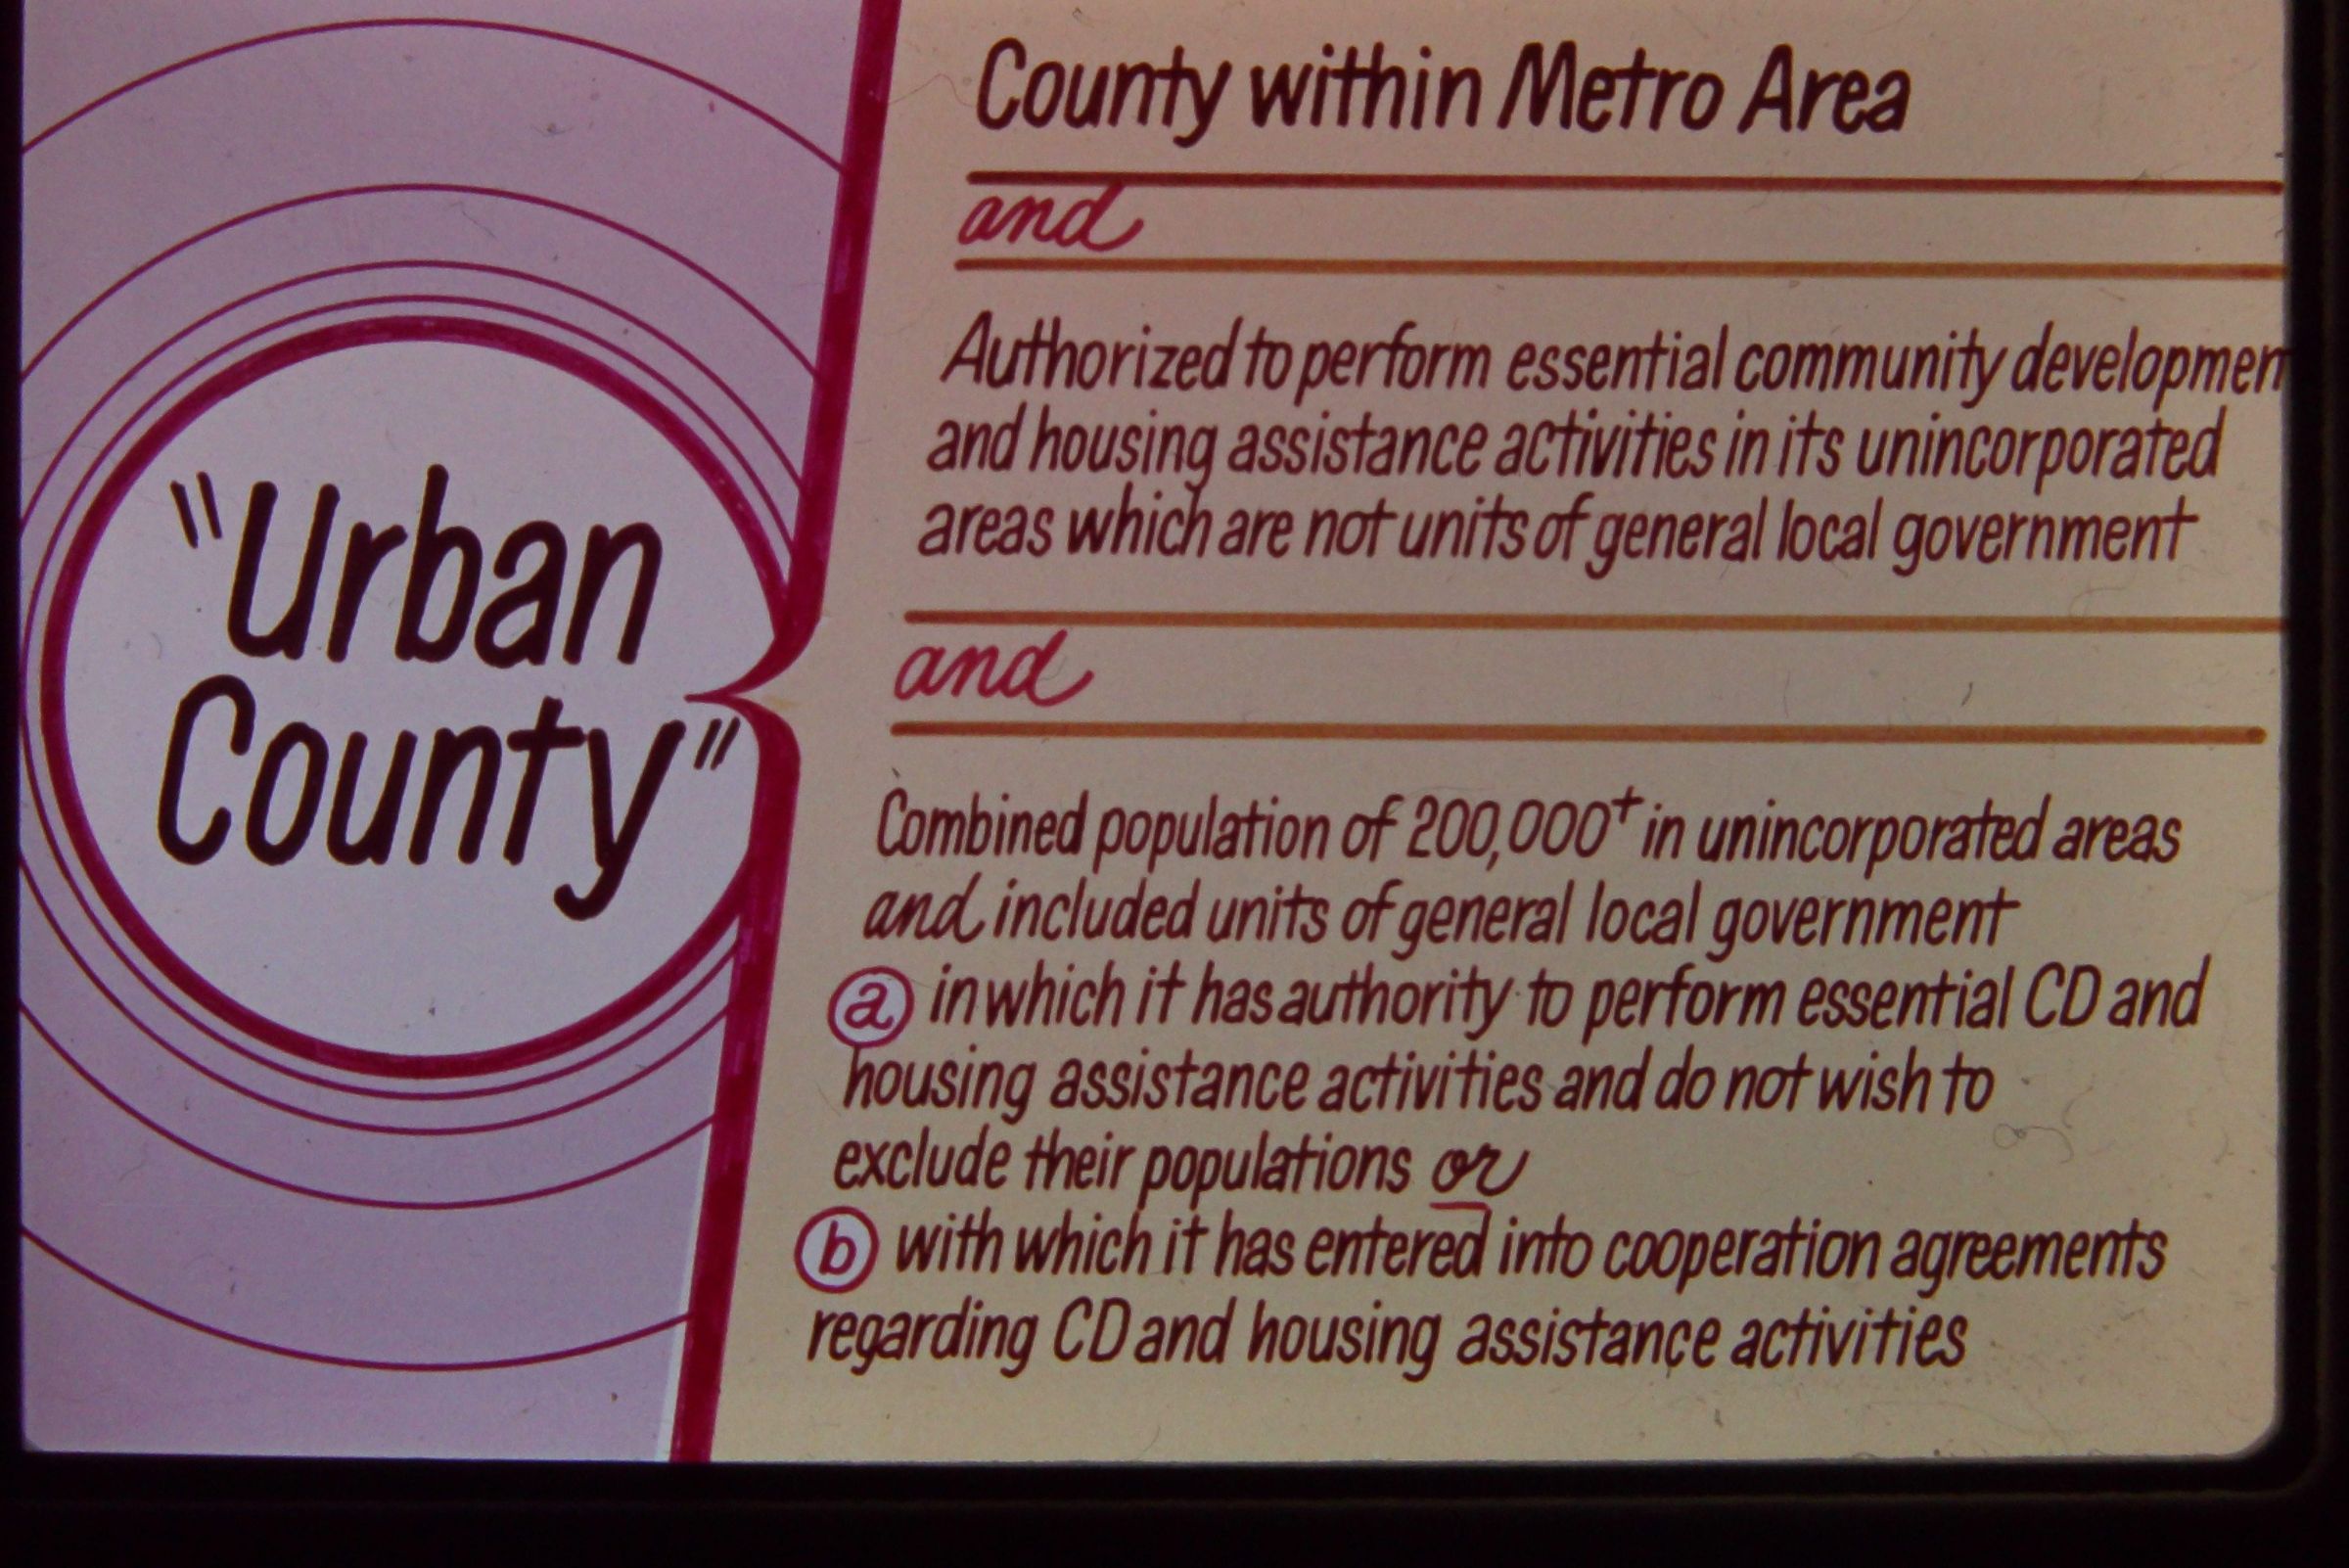 "Urban
County"
County within Metro Area
and
Authorized to perform essential community developmen
and housing assistance activities in its unincorporated
areas which are not units of general local government
and
Combined population of 200,000+ in unincorporated areas
and included units of general local government
(a) in which it has authority to perform essential CD and
housing assistance activities and do not wish to
exclude their populations or
(b) with which it has entered into cooperation agreements
regarding CD and housing assistance activities